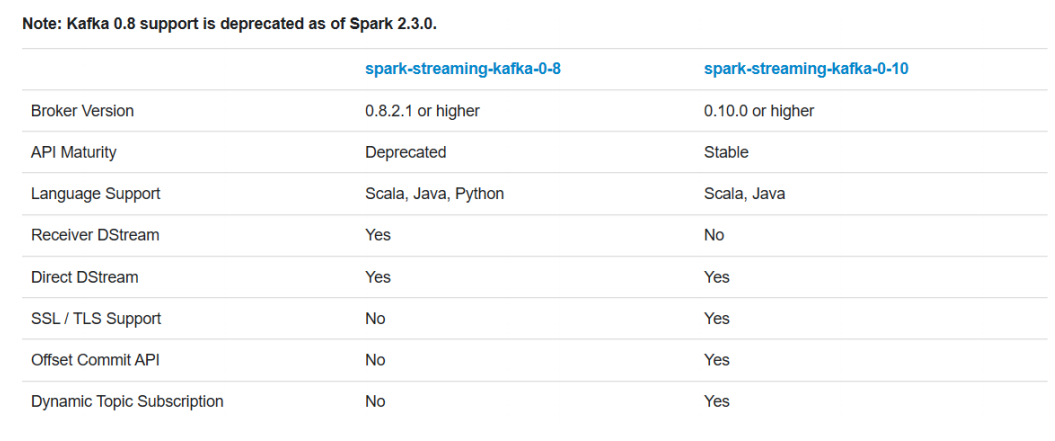 Note: Kafka 0.8 support is deprecated as of Spark 2.3.0.
spark-streaming-kafka-0-8 spark-streaming-kafka-0-10
Broker Version 0.8.2.1 or higher 0.10.0 or higher
API Maturity Deprecated Stable
Language Support Scala, Java, Python Scala, Java
Receiver DStream Yes No
Direct DStream Yes Yes
SSL / TLS Support No Yes
Offset Commit API No Yes
Dynamic Topic Subscription No Yes